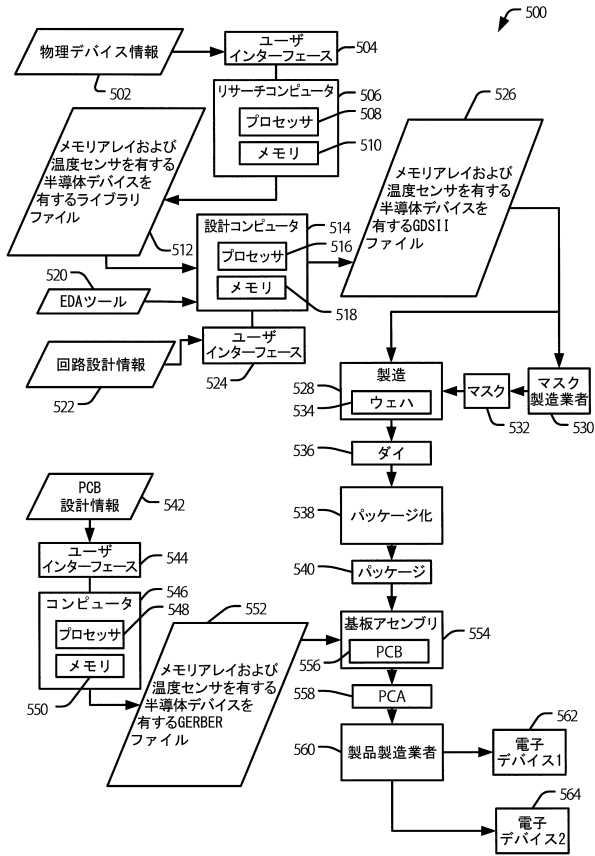 500
物理デバイス情報
502
ユーザ
インターフェース
504
リサーチコンピュータ
506
プロセッサ
508
メモリ
510
メモリアレイおよび
温度センサを有する
半導体デバイスを
有するライブラリ
ファイル
512
設計コンピュータ
514
プロセッサ
516
メモリ
518
520
EDAツール
回路設計情報
522
ユーザ
インターフェース
524
526
メモリアレイおよび
温度センサを有する
半導体デバイスを
有するGDSII
ファイル
製造
528
ウェハ
534
マスク
532
マスク
製造業者
530
536
ダイ
538
パッケージ化
540
パッケージ
PCB
設計情報
542
ユーザ
インターフェース
544
コンピュータ
546
プロセッサ
548
メモリ
550
552
メモリアレイおよび
温度センサを有する
半導体デバイスを
有するGERBER
ファイル
基板アセンブリ
554
556
PCB
558
PCA
560
製品製造業者
562
電子
デバイス1
564
電子
デバイス2